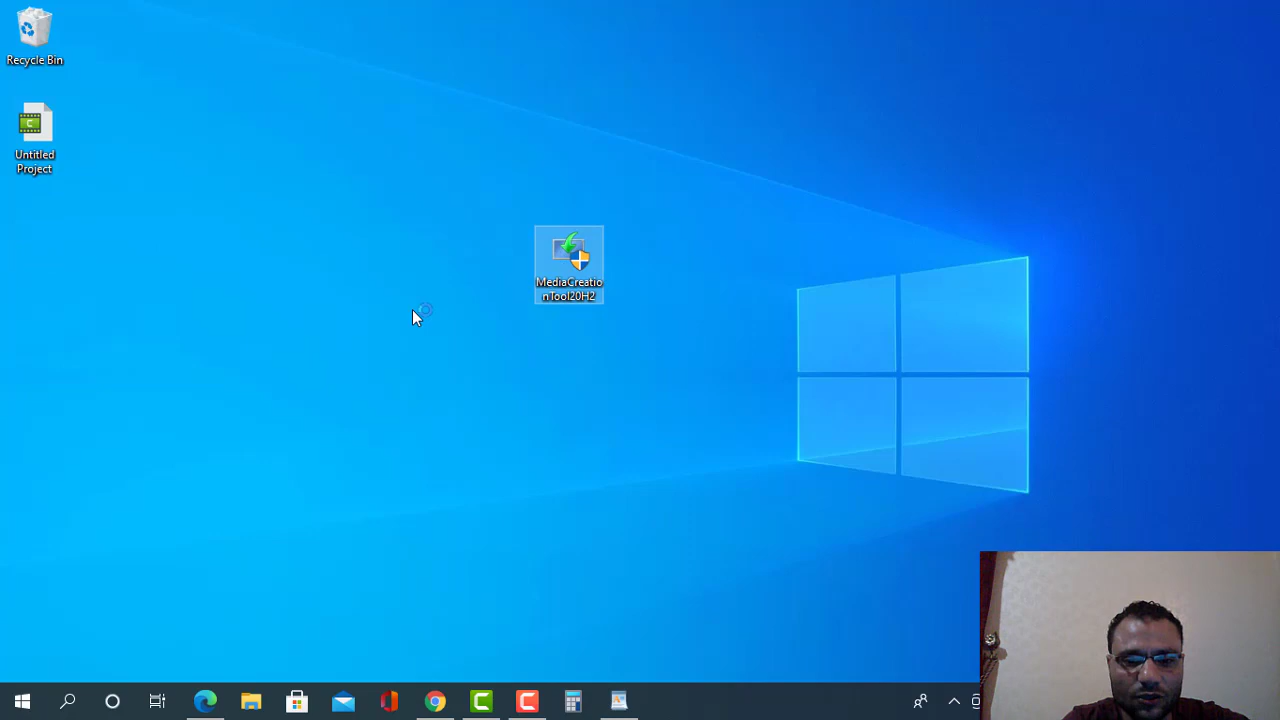 Recycle Bin
Untitled
Project
MediaCreatio
nTool20H2